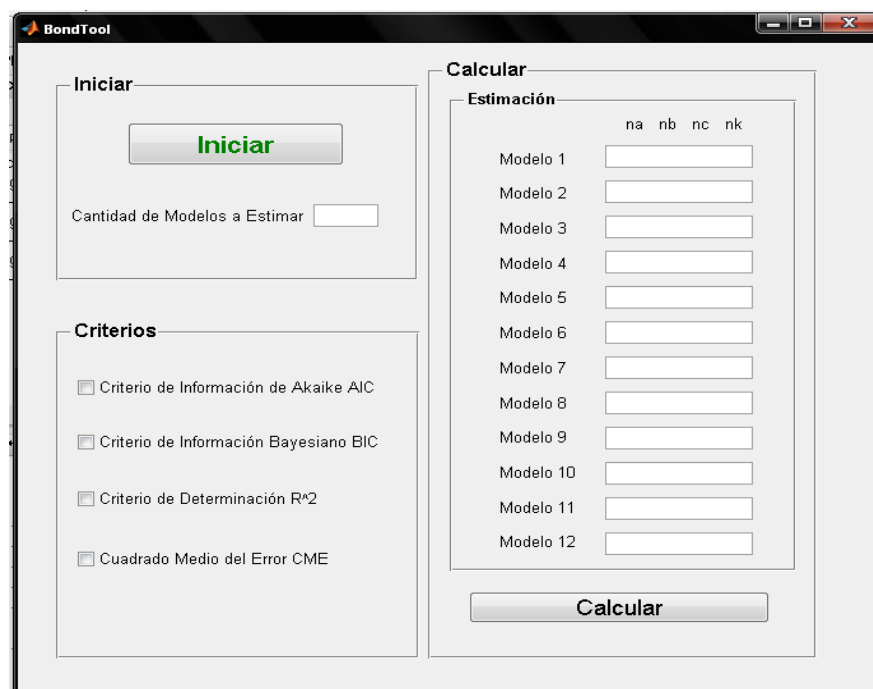 BondTool
Iniciar
Iniciar
Cantidad de Modelos a Estimar
Criterios
Criterio de Información de Akaike AIC
Criterio de Información Bayesiano BIC
Criterio de Determinación R^2
Cuadrado Medio del Error CME
Calcular
Estimación
na nb nc nk
Modelo 1
Modelo 2
Modelo 3
Modelo 4
Modelo 5
Modelo 6
Modelo 7
Modelo 8
Modelo 9
Modelo 10
Modelo 11
Modelo 12
Calcular